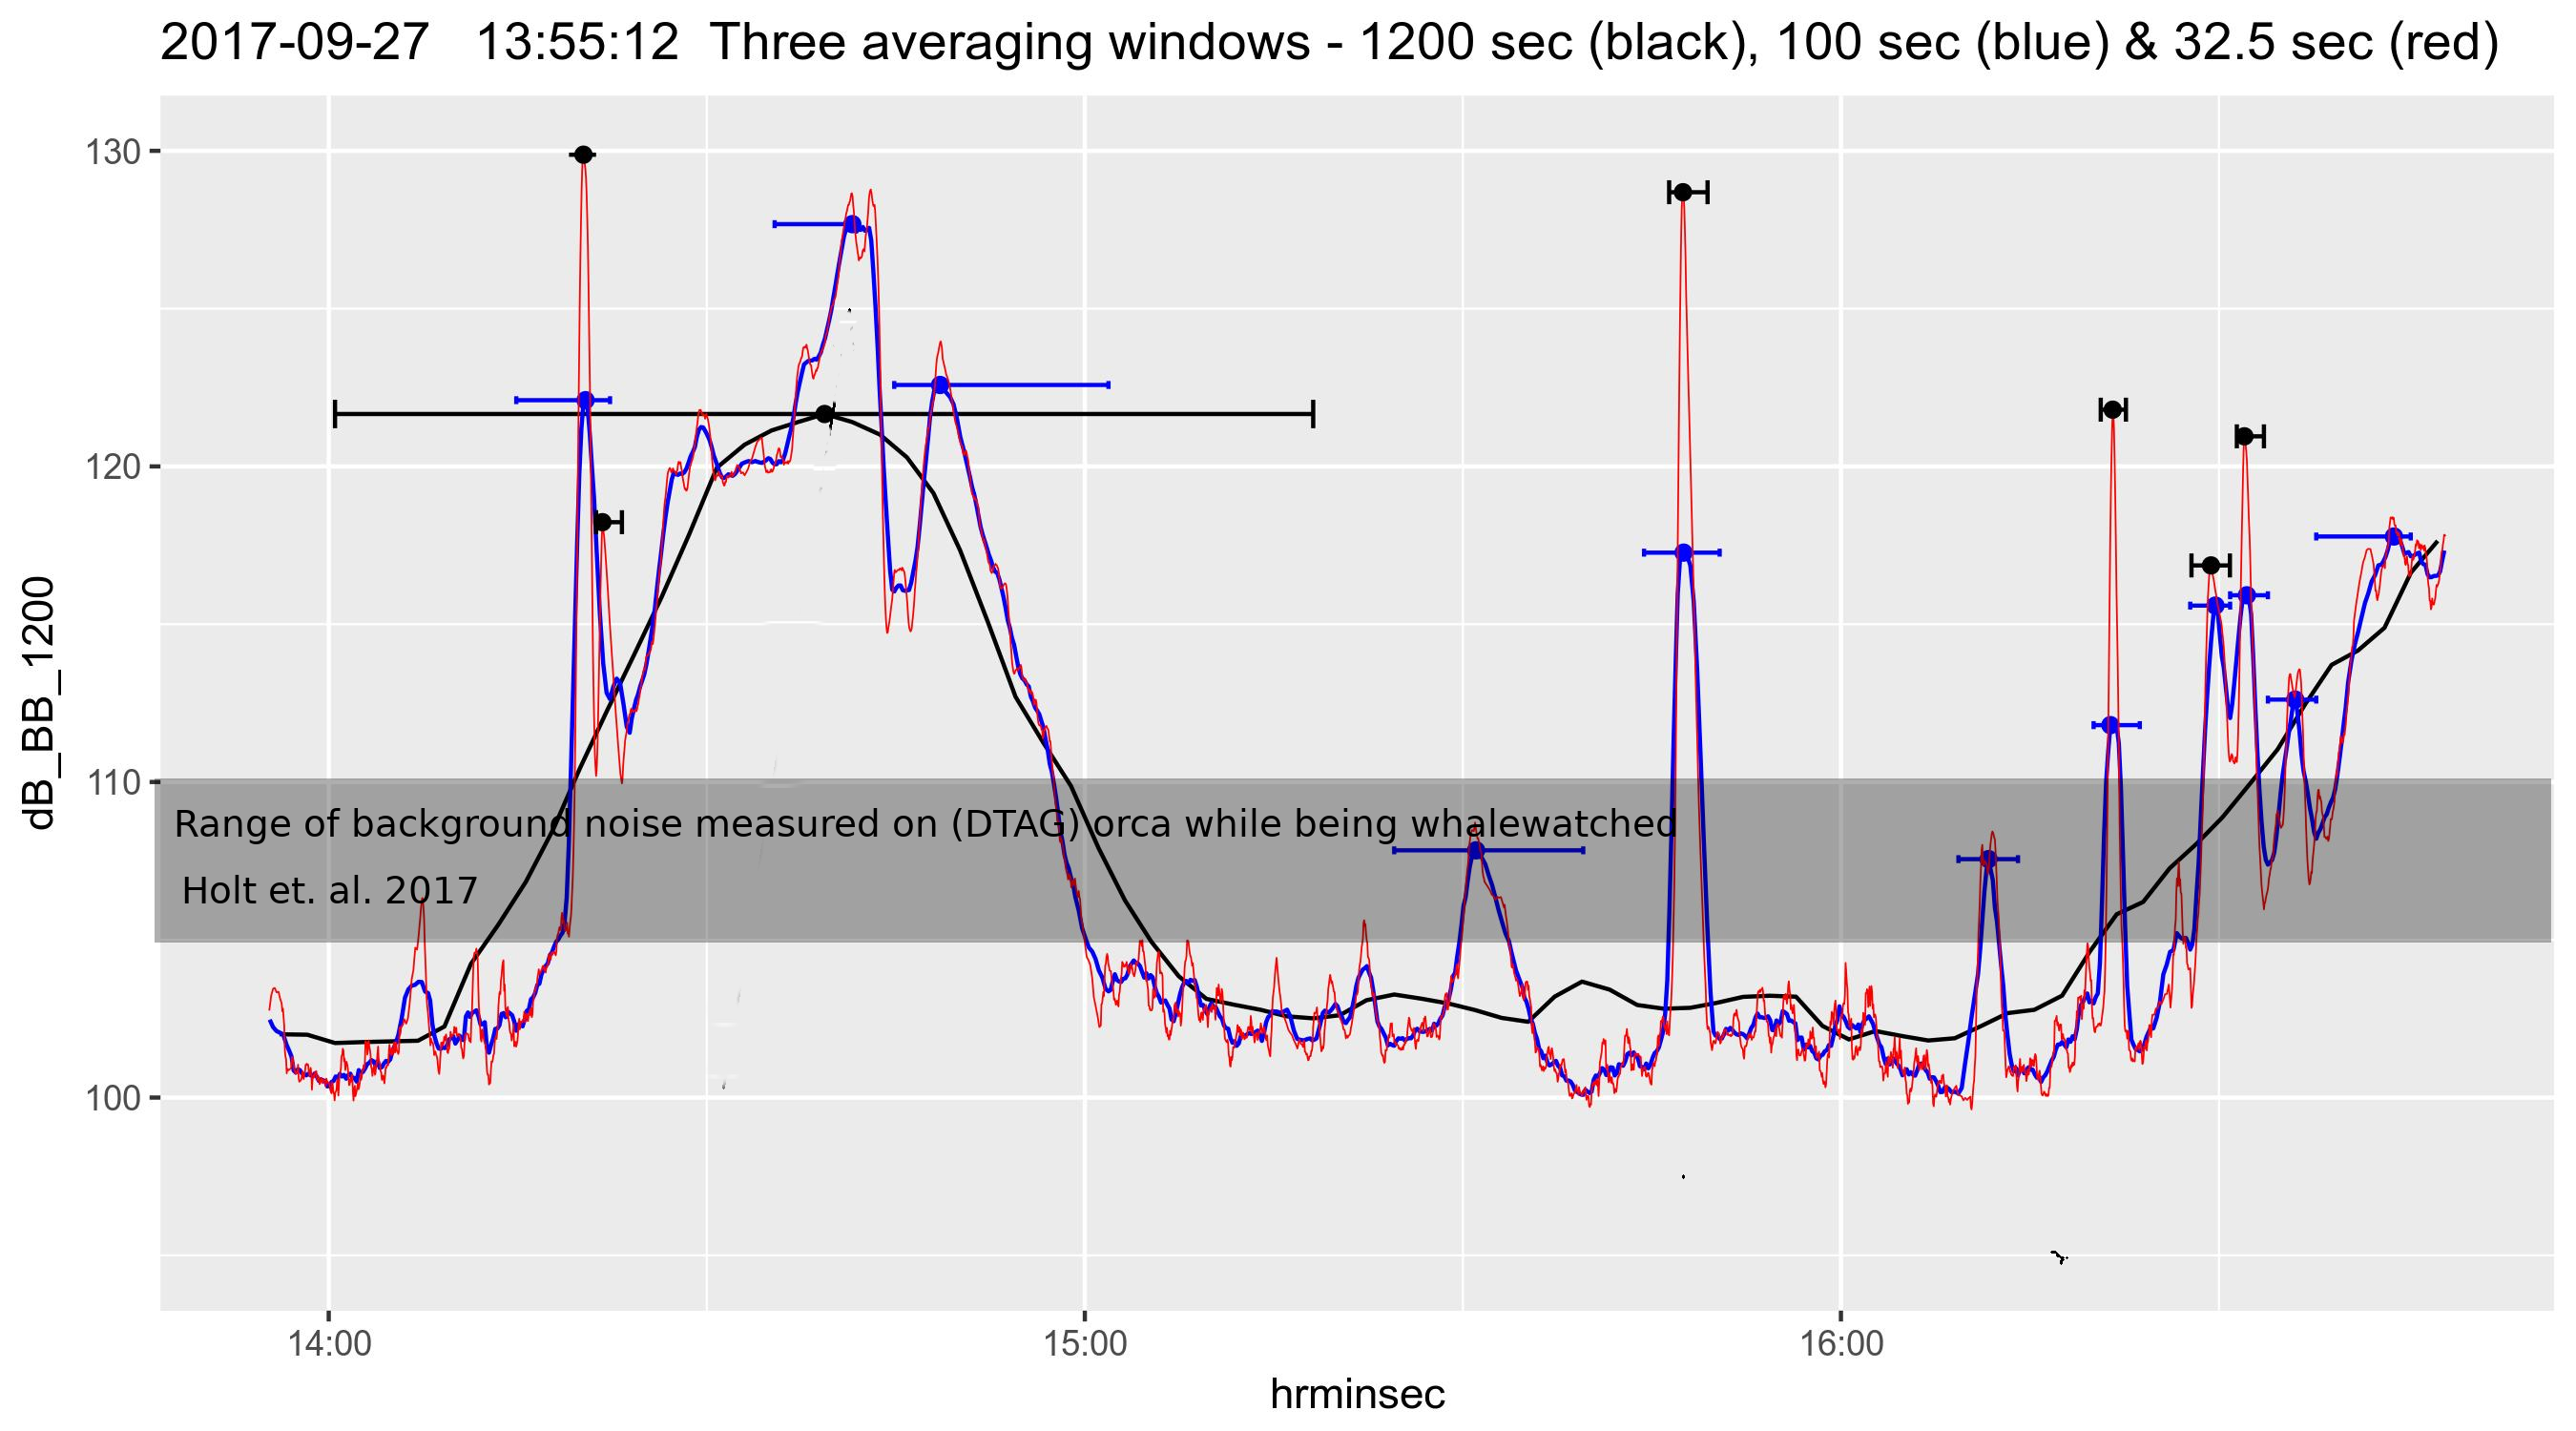 2017-09-27 13:55:12 Three averaging windows - 1200 sec (black), 100 sec (blue) & 32.5 sec (red)
dB_BB_1200
130
120
110
100
Range of background noise measured on (DTAG) orca while being whalewatched
Holt et. al. 2017
14:00 15:00 16:00
hrminsec